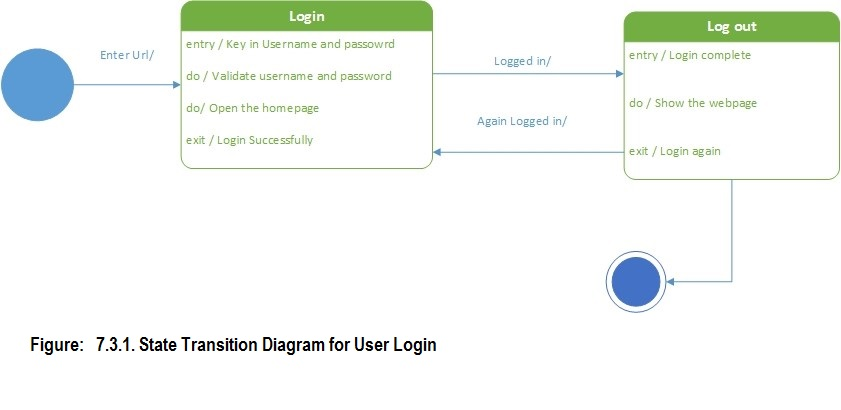 Login
entry / Key in Username and passowrd
do / Validate username and password
do/ Open the homepage
exit / Login Successfully
Enter Url/
Logged in/
Again Logged in/
Log out
entry / Login complete
do / Show the webpage
exit / Login again
Figure: 7.3.1. State Transition Diagram for User Login